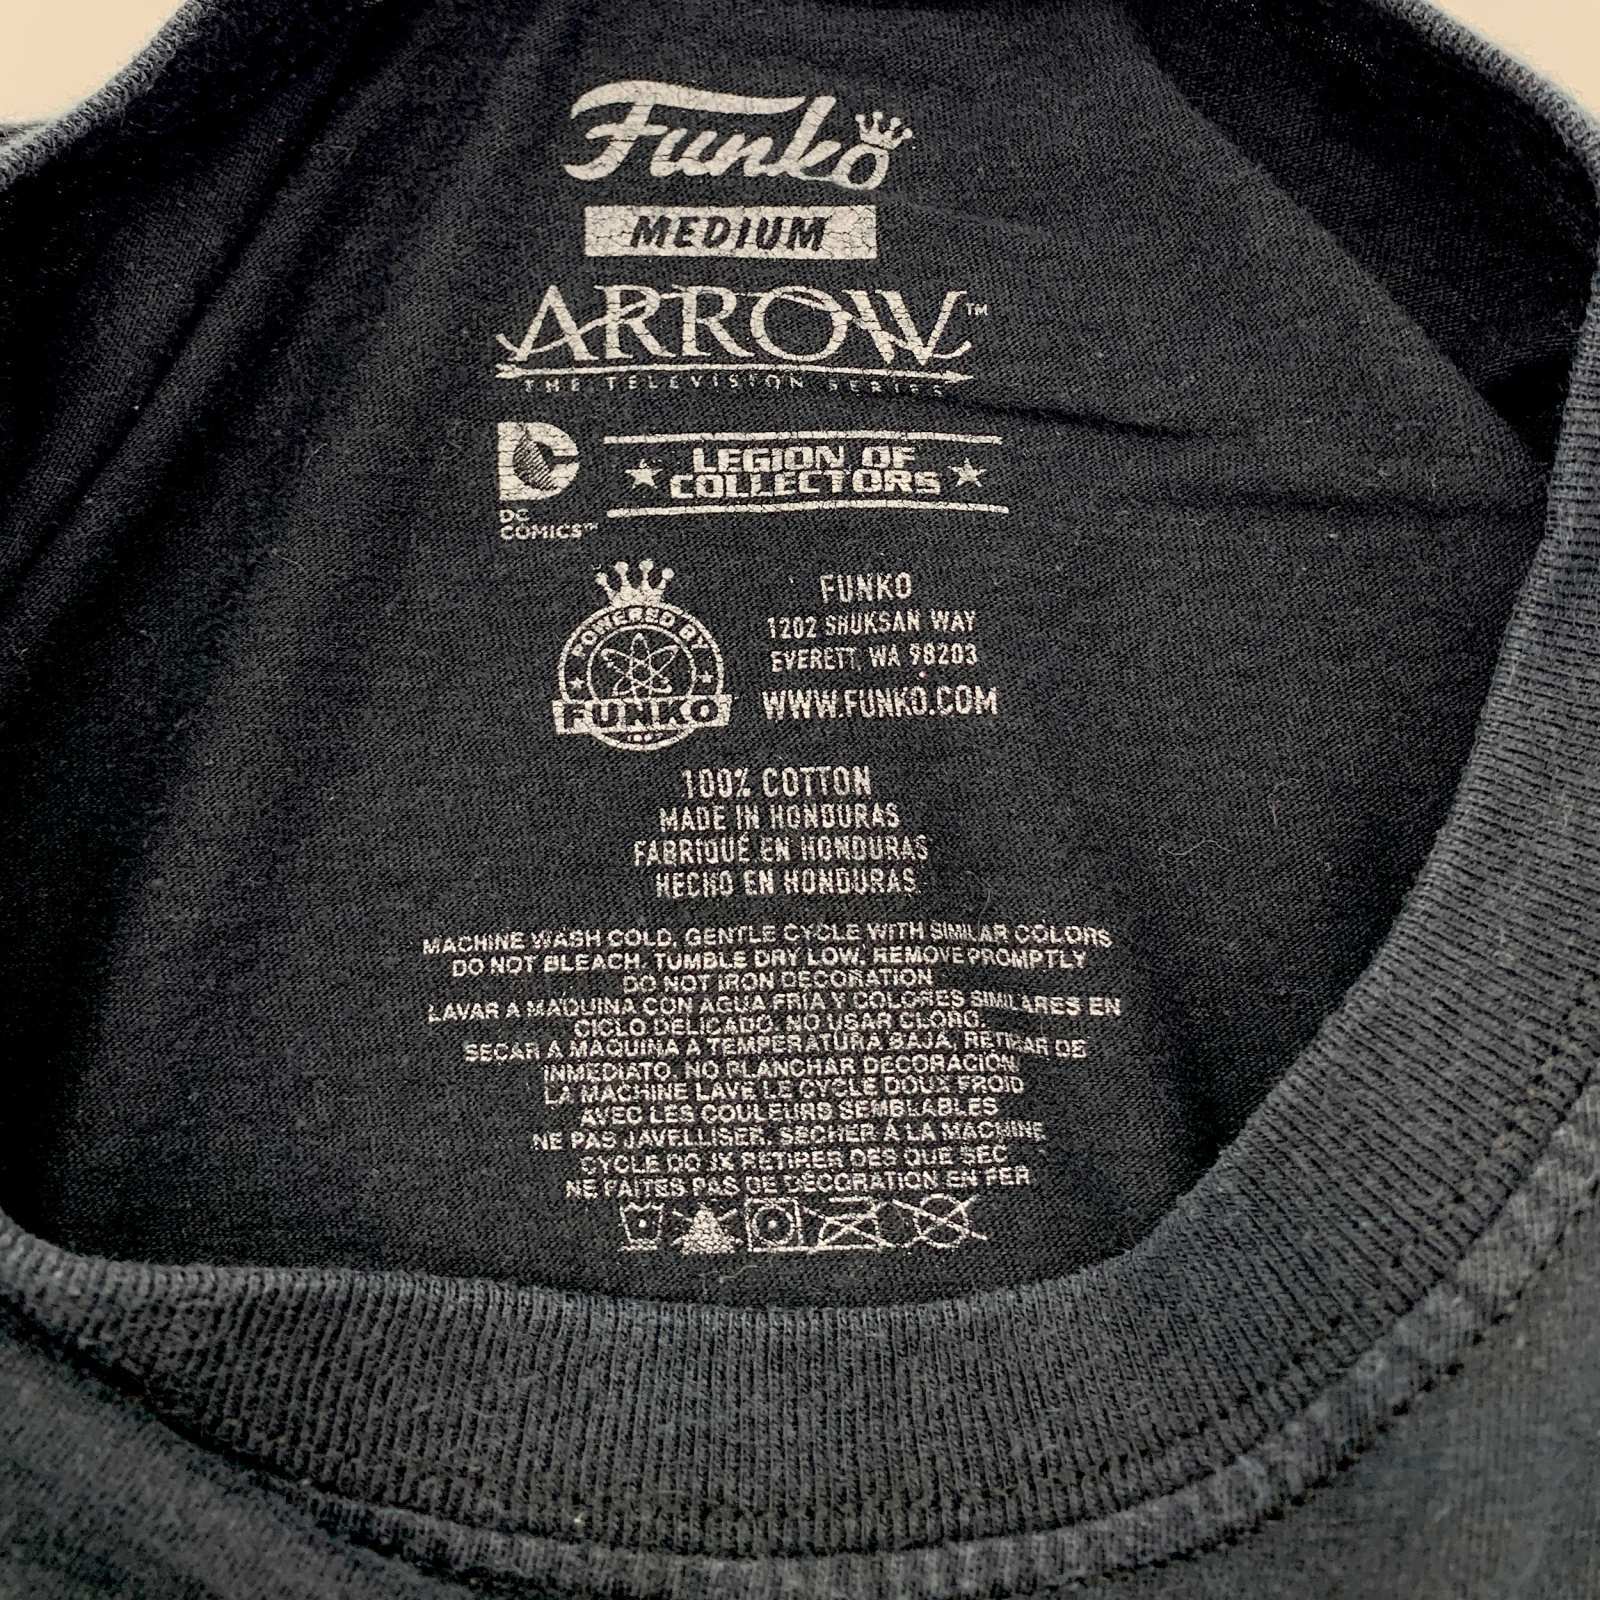 Funko
MEDIUM
ARROW™
THE TELEVISION SERIES
DC
COMICS™
LEGION OF
COLLECTORS
POWERED BY
FUNKO
FUNKO
1202 SHUKSAN WAY
EVERETT, WA 98203
WWW.FUNKO.COM
100% COTTON
MADE IN HONDURAS
FABRIQUÉ EN HONDURAS
HECHO EN HONDURAS
MACHINE WASH COLD, GENTLE CYCLE WITH SIMILAR COLORS
DO NOT BLEACH. TUMBLE DRY LOW. REMOVE PROMPTLY
DO NOT IRON DECORATION
LAVAR A MAQUINA CON AGUA FRIA Y COLORES SIMILARES EN
CICLO DELICADO. NO USAR CLORO.
SECAR A MAQUINA A TEMPERATURA BAJA, RETIRAR DE
INMEDIATO. NO PLANCHAR DECORACIÓN
LA MACHINE LAVE LE CYCLE DOUX FROID
AVEC LES COULEURS SEMBLABLES
NE PAS JAVELLISER. SECHER À LA MACHINE
CYCLE DOUX RETIRER DES QUE SEC
NE FAITES PAS DE DÉCORATION EN FER